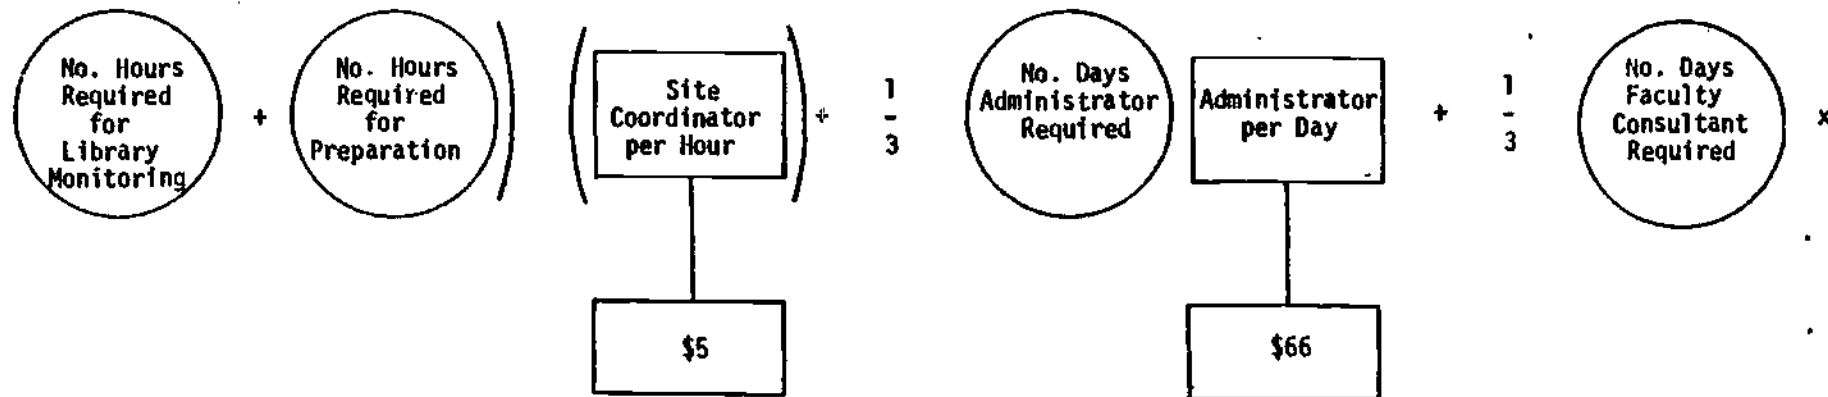 No. Hours
Required
for
Library
Monitoring
+
No. Hours
Required
for
Preparation
)
(
Site
Coordinator
per Hour
)
+
1
-
3
No. Days
Administrator
Required
Administrator
per Day
+
1
-
3
No. Days
Faculty
Consultant
Required
x
$5
$66